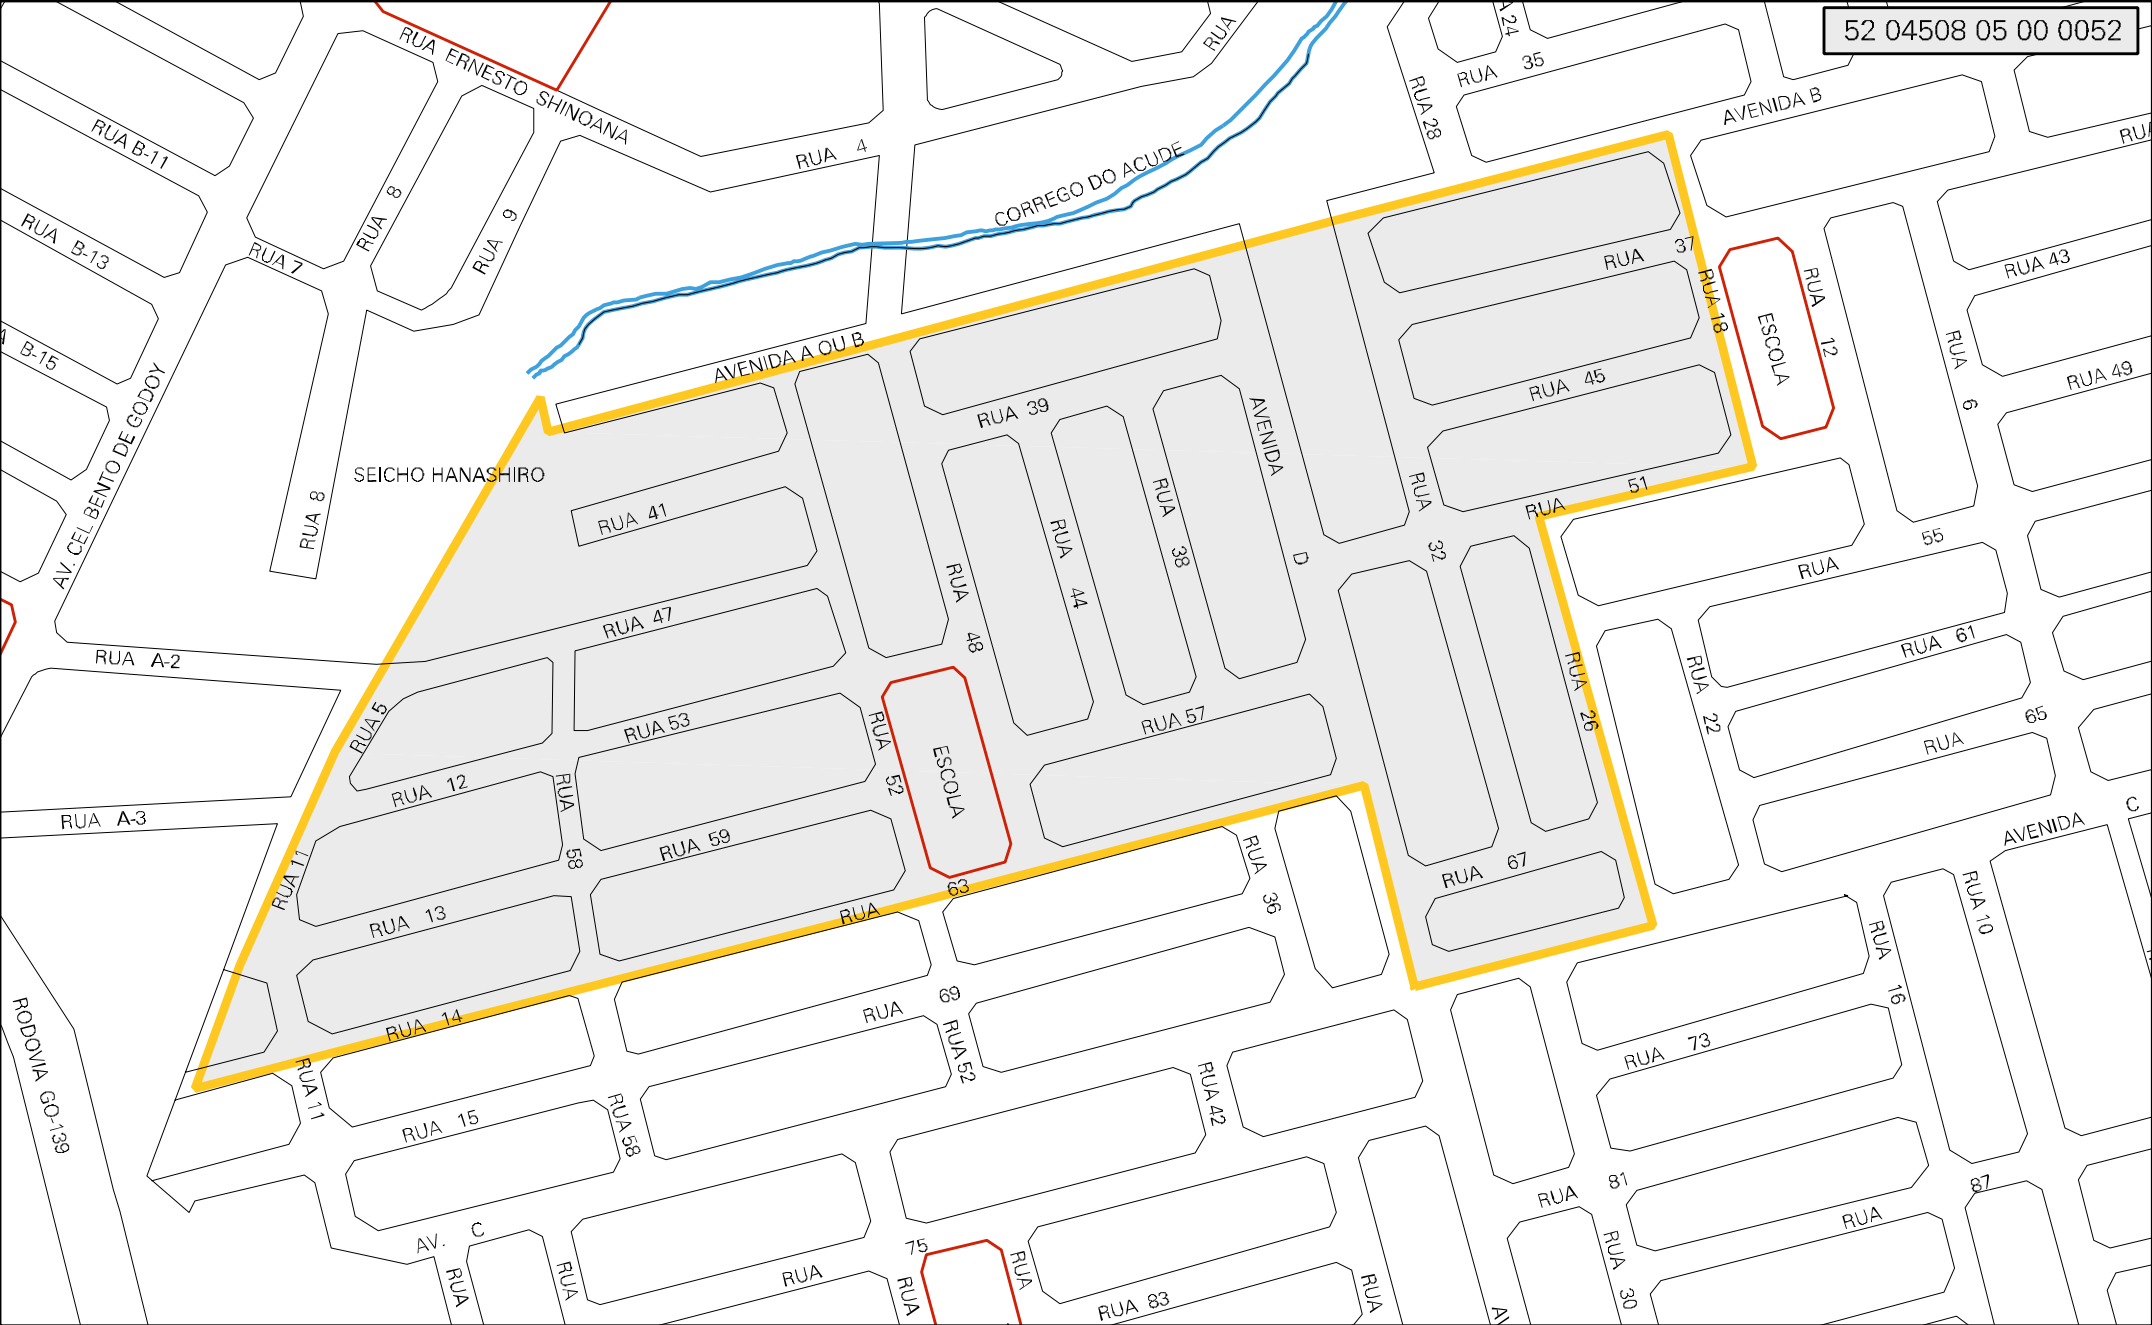 52 04508 05 00 0052
RUA ERNESTO SHINOANA
RUA
24
RUA 35
RUA 28
AVENIDA B
RUA B-11
RUA 4
RUA 8
RUA 9
CORREGO DO ACUDE
RUA B-13
RUA 7
RUA 37
RUA 18
RUA 12
ESCOLA
RUA 43
RUA 6
RUA 49
B-15
AVENIDA A OU B
RUA 39
RUA 45
AVENIDA D
AV. CEL BENTO DE GODOY
SEICHO HANASHIRO
RUA 8
RUA 41
RUA 44
RUA 38
RUA 32
RUA 51
RUA 55
RUA 48
RUA 47
RUA 61
RUA A-2
RUA 5
RUA 53
RUA 52
RUA 57
RUA 26
RUA 22
RUA 65
ESCOLA
RUA 12
RUA 58
RUA A-3
RUA 59
RUA 36
RUA 67
AVENIDA C
RUA 11
RUA 13
RUA 63
RUA 10
RUA 16
RUA 69
RUA 14
RUA 52
RUA 73
RODOVIA GO-139
RUA 11
RUA 15
RUA 58
RUA 42
RUA 81
RUA 87
AV. C
RUA 75
RUA
RUA
RUA
RUA
RUA 83
RUA
RUA 30